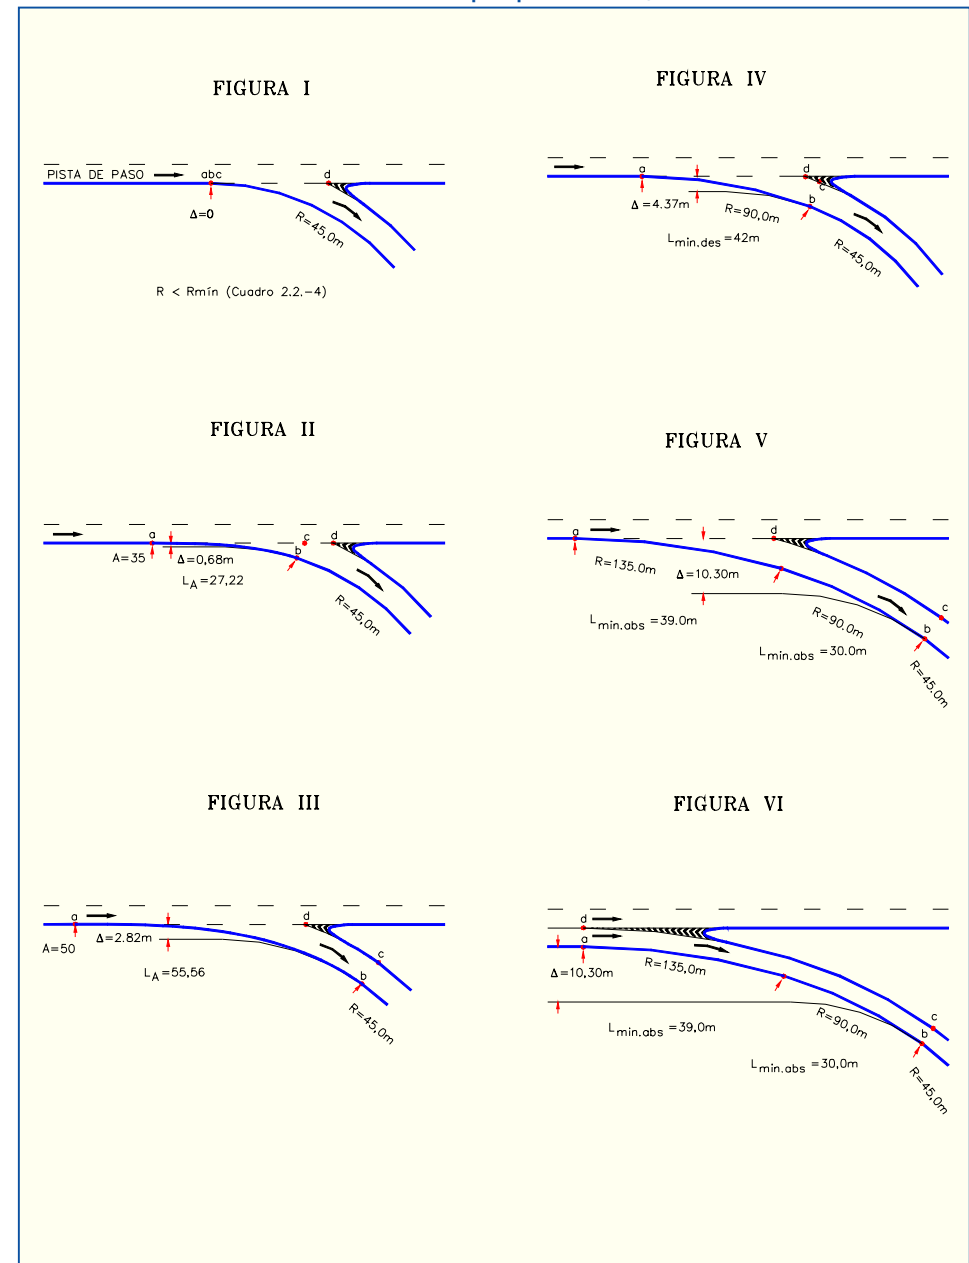 FIGURA I
PISTA DE PASO
abc
d
Δ=0
R=45,0m
R < Rmín (Cuadro 2.2.-4)
FIGURA IV
a
d
c
b
Δ = 4.37m
R=90,0m
Lmin.des =42m
R=45,0m
FIGURA II
a
c
d
b
A=35
Δ=0,68m
LA =27,22
R=45,0m
FIGURA V
a
d
R=135.0m
Δ=10.30m
Lmin.abs =39.0m
R=90.0m
c
b
Lmin.abs =30.0m
R=45.0m
FIGURA III
a
d
A=50
Δ=2.82m
c
b
LA =55,56
R=45,0m
FIGURA VI
d
a
R=135,0m
Δ=10,30m
R=90,0m
c
b
Lmin.abs =39,0m
Lmin.abs =30,0m
R=45,0m